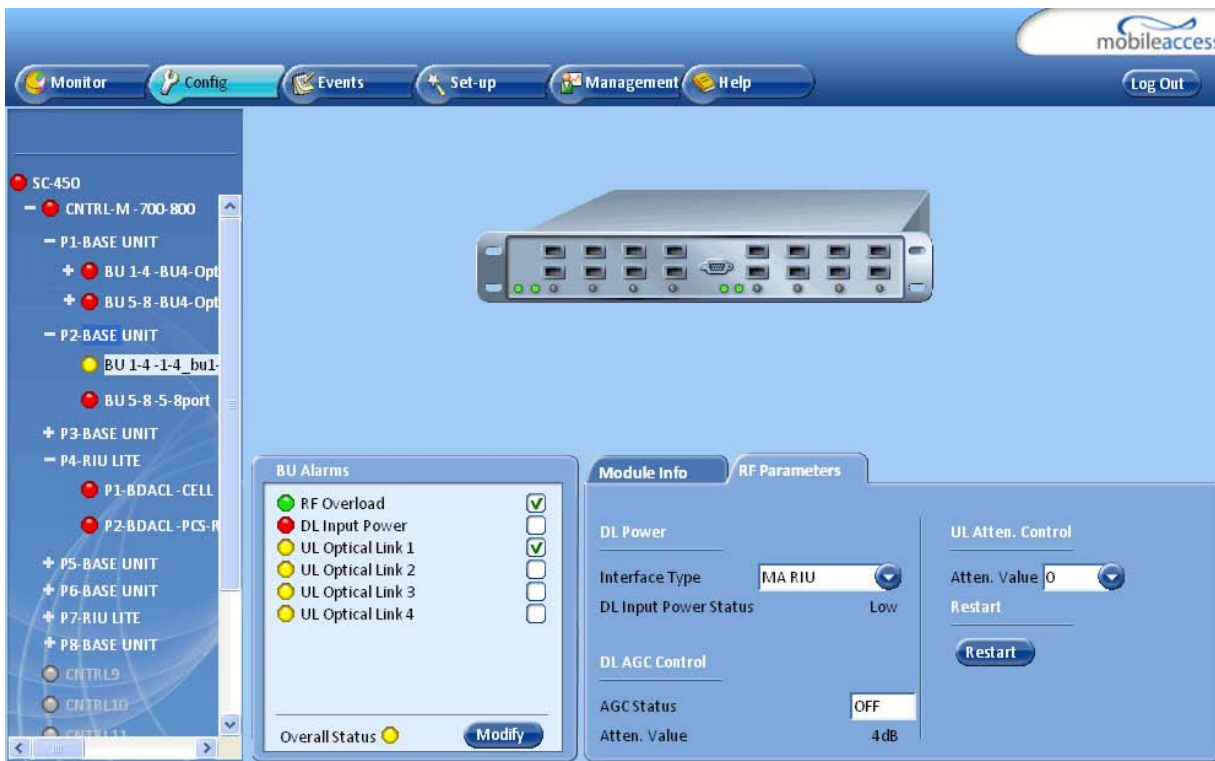 mobileaccess
Monitor
Config
Events
Set-up
Management
Help
Log Out
SC-450
CNTRL-M -700-800
P1-BASE UNIT
BU 1-4 -BU4-Opt
BU 5-8 -BU4-Opt
P2-BASE UNIT
BU 1-4 -1-4_bu1-
BU 5-8 -5-8port
P3-BASE UNIT
P4-RIU LITE
P1-BDACL -CELL
P2-BDACL -PCS-R
P5-BASE UNIT
P6-BASE UNIT
P7-RIU LITE
P8-BASE UNIT
CNTRL9
CNTRL10
CNTRL11
BU Alarms
RF Overload
DL Input Power
UL Optical Link 1
UL Optical Link 2
UL Optical Link 3
UL Optical Link 4
Overall Status
Modify
Module Info
RF Parameters
DL Power
Interface Type MA RIU
DL Input Power Status Low
DL AGC Control
AGC Status OFF
Atten. Value 4dB
UL Atten. Control
Atten. Value 0
Restart
Restart